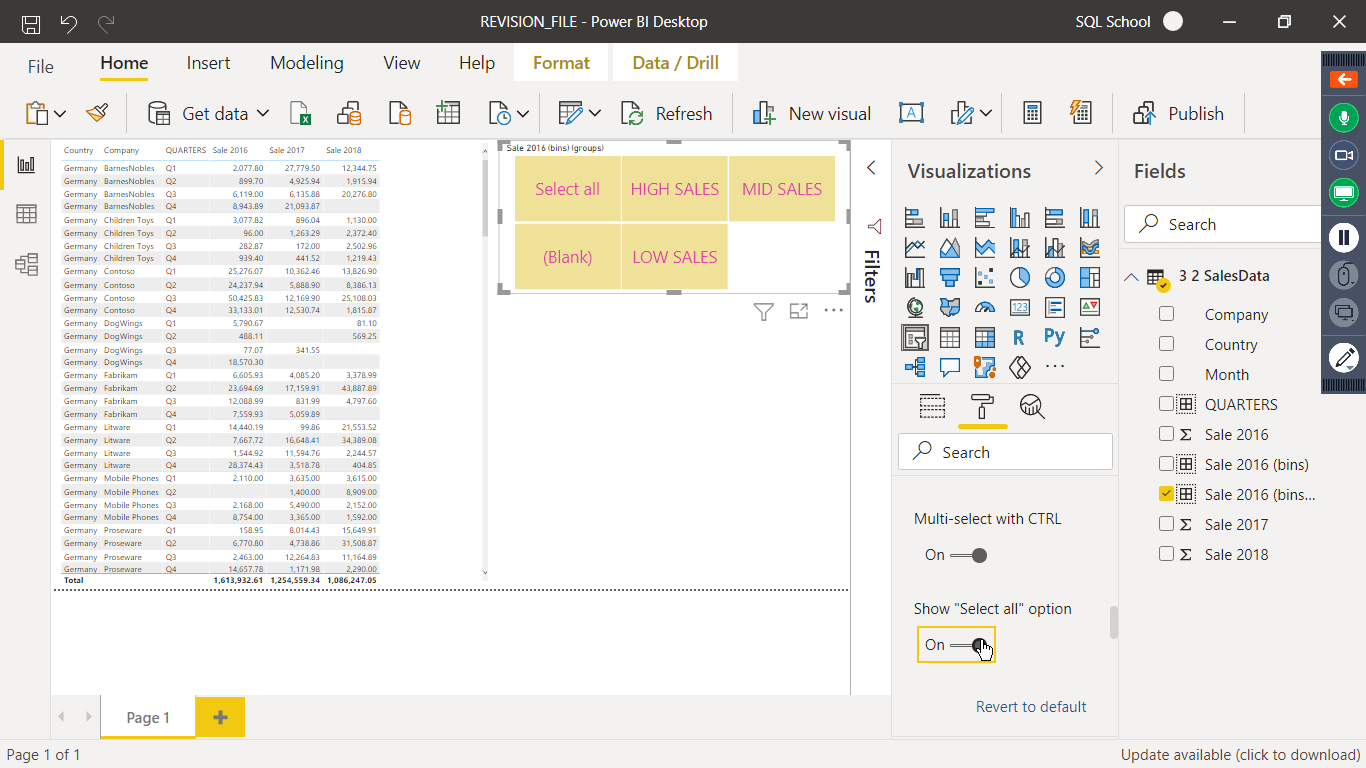 REVISION_FILE - Power BI Desktop
SQL School
File
Home
Insert
Modeling
View
Help
Format
Data / Drill
Get data
Refresh
New visual
Publish
Country Company QUARTERS Sale 2016 Sale 2017 Sale 2018
Germany BarnesNobles Q1 2,077.80 27,779.50 12,344.75
Germany BarnesNobles Q2 899.70 4,925.94 1,915.94
Germany BarnesNobles Q3 6,119.00 6,135.88 20,276.80
Germany BarnesNobles Q4 8,943.89 21,093.87
Germany Children Toys Q1 3,077.82 896.04 1,130.00
Germany Children Toys Q2 96.00 1,263.29 2,372.40
Germany Children Toys Q3 282.87 172.00 2,502.96
Germany Children Toys Q4 939.40 441.52 1,219.43
Germany Contoso Q1 25,276.07 10,362.46 13,826.90
Germany Contoso Q2 24,237.94 5,888.90 8,386.13
Germany Contoso Q3 50,425.83 12,169.90 25,108.03
Germany Contoso Q4 33,133.01 12,530.74 1,815.87
Germany DogWings Q1 5,790.67 81.10
Germany DogWings Q2 488.11 569.25
Germany DogWings Q3 77.07 341.55
Germany DogWings Q4 18,570.30
Germany Fabrikam Q1 6,605.93 4,085.20 3,378.99
Germany Fabrikam Q2 23,694.69 17,159.91 43,887.89
Germany Fabrikam Q3 12,088.99 831.99 4,797.60
Germany Fabrikam Q4 7,559.93 5,059.89
Germany Litware Q1 14,440.19 99.86 21,553.52
Germany Litware Q2 7,667.72 16,648.41 34,389.08
Germany Litware Q3 1,544.92 11,594.76 2,244.57
Germany Litware Q4 28,374.43 3,518.78 404.85
Germany Mobile Phones Q1 2,110.00 3,635.00 3,615.00
Germany Mobile Phones Q2 1,400.00 8,909.00
Germany Mobile Phones Q3 2,168.00 5,490.00 2,152.00
Germany Mobile Phones Q4 8,754.00 3,365.00 1,592.00
Germany Proseware Q1 158.95 8,014.43 15,649.91
Germany Proseware Q2 6,770.80 4,738.86 31,508.87
Germany Proseware Q3 2,463.00 12,264.83 11,164.89
Germany Proseware Q4 14,657.78 1,171.98 2,290.00
Total 1,613,932.61 1,254,559.34 1,086,247.05
Sale 2016 (bins) (groups)
Select all
HIGH SALES
MID SALES
(Blank)
LOW SALES
Filters
Visualizations
123
R
Py
Search
Multi-select with CTRL
On
Show "Select all" option
On
Revert to default
Fields
Search
3 2 SalesData
Company
Country
Month
QUARTERS
Sale 2016
Sale 2016 (bins)
Sale 2016 (bins...
Sale 2017
Sale 2018
Page 1
Page 1 of 1
Update available (click to download)